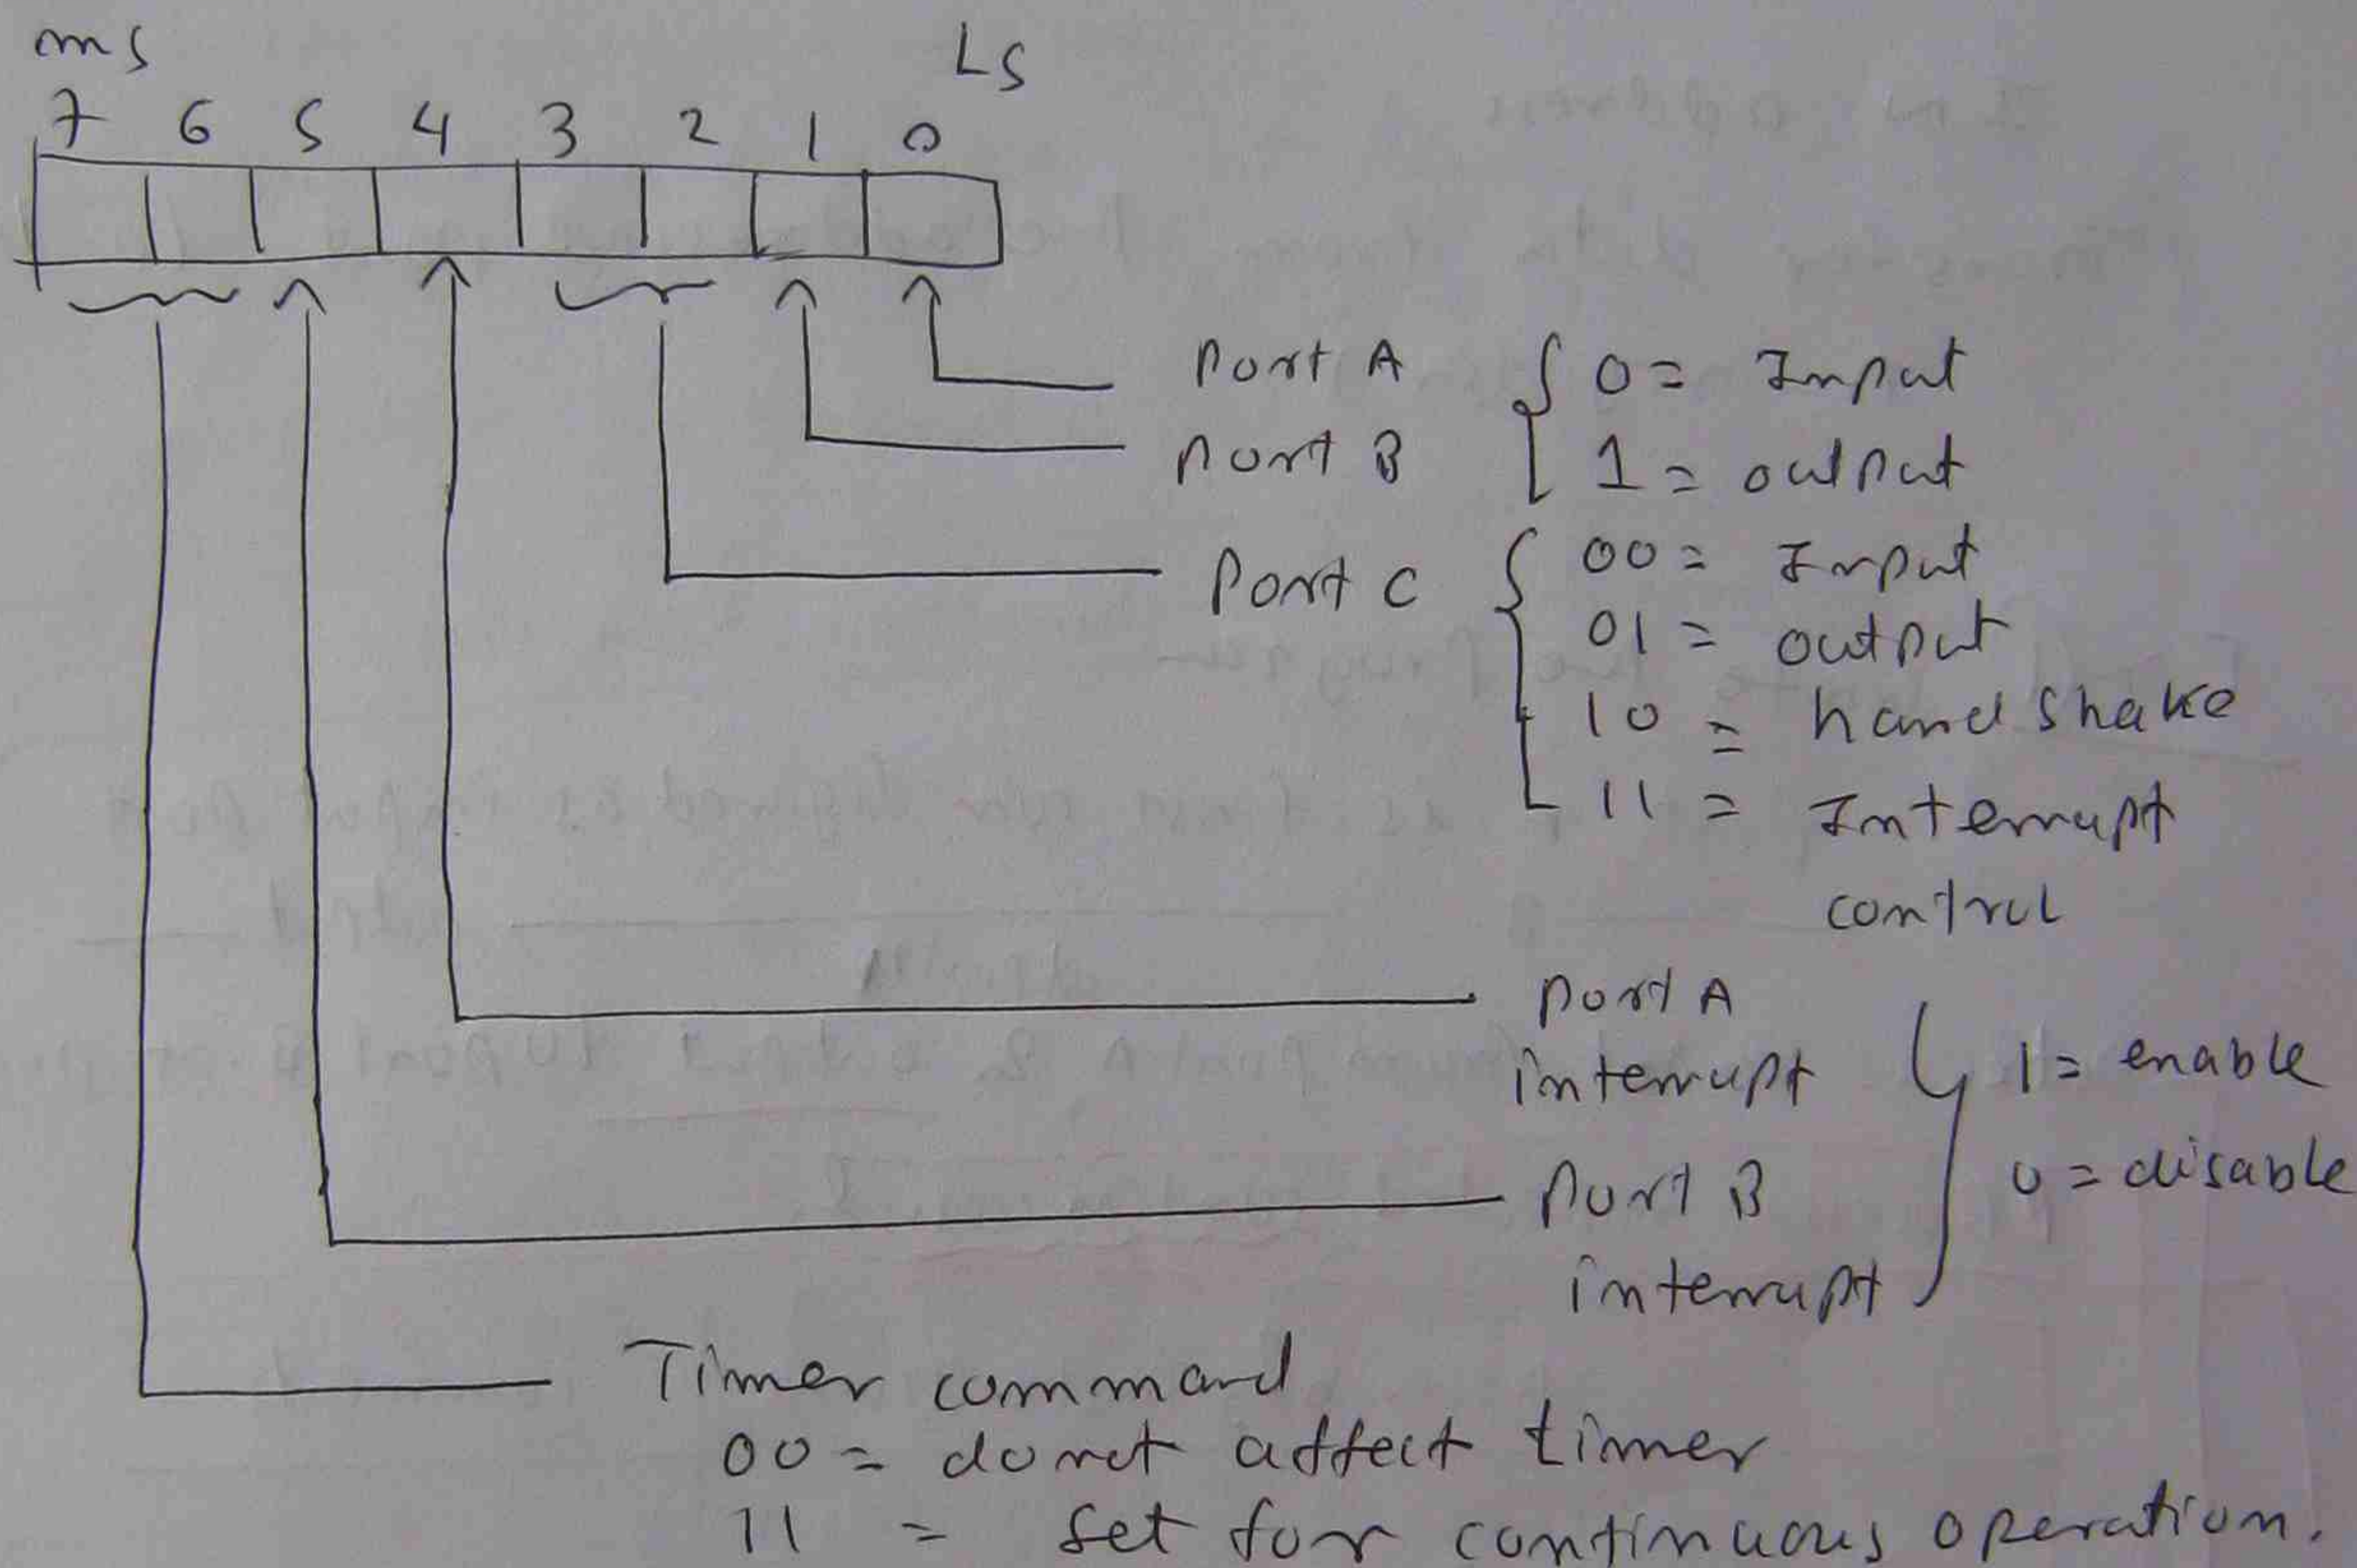 ms LS
7 6 5 4 3 2 1 0
Port A 0 = Input
Port B 1 = output
Port C 00 = Input
01 = output
10 = hand shake
11 = Interrupt
control
Port A
interrupt 1 = enable
0 = disable
Port B
interrupt
Timer command
00 = do not affect timer
11 = Set for continuous operation.